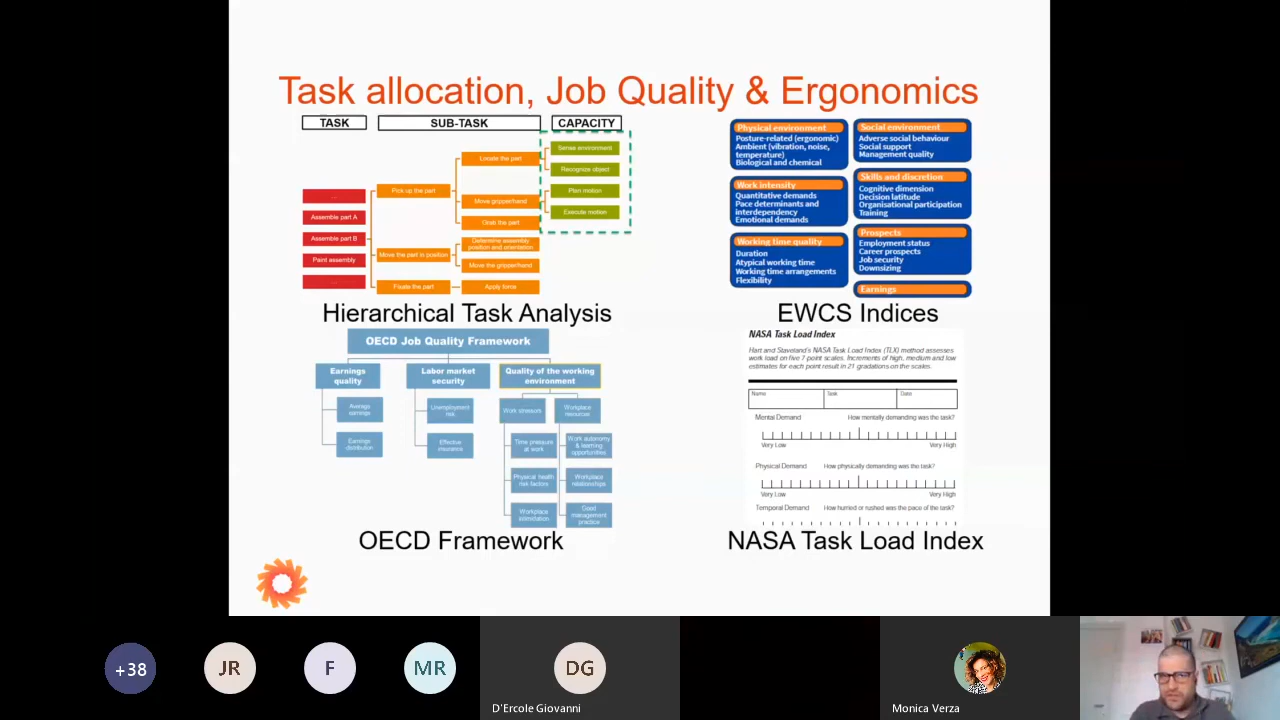 Task allocation, Job Quality & Ergonomics
TASK
SUB-TASK
CAPACITY
...
Assemble part A
Assemble part B
Paint assembly
...
Pick up the part
Move the part in position
Fixate the part
Locate the part
Move gripper/hand
Grab the part
Determine assembly
position and orientation
Move the gripper/hand
Apply force
Sense environment
Recognize object
Plan motion
Execute motion
Hierarchical Task Analysis
Physical environment
Posture-related (ergonomic)
Ambient (vibration, noise,
temperature)
Biological and chemical
Work intensity
Quantitative demands
Pace determinants and
interdependency
Emotional demands
Working time quality
Duration
Atypical working time
Working time arrangements
Flexibility
Social environment
Adverse social behaviour
Social support
Management quality
Skills and discretion
Cognitive dimension
Decision latitude
Organisational participation
Training
Prospects
Employment status
Career prospects
Job security
Downsizing
Earnings
EWCS Indices
OECD Job Quality Framework
Earnings
quality
Average
earnings
Earnings
distribution
Labor market
security
Unemployment
risk
Effective
insurance
Quality of the working
environment
Work stressors
Time pressure
at work
Physical health
risk factors
Workplace
intimidation
Workplace
resources
Work autonomy
& learning
opportunities
Workplace
relationships
Good
management
practice
OECD Framework
NASA Task Load Index
Hart and Staveland's NASA Task Load Index (TLX) method assesses
work load on five 7 point scales. Increments of high, medium and low
estimates for each point result in 21 gradations on the scales.
Name Task Date
Mental Demand How mentally demanding was the task?
Very Low Very High
Physical Demand How physically demanding was the task?
Very Low Very High
Temporal Demand How hurried or rushed was the pace of the task?
NASA Task Load Index
+38
JR
F
MR
DG
D'Ercole Giovanni
Monica Verza